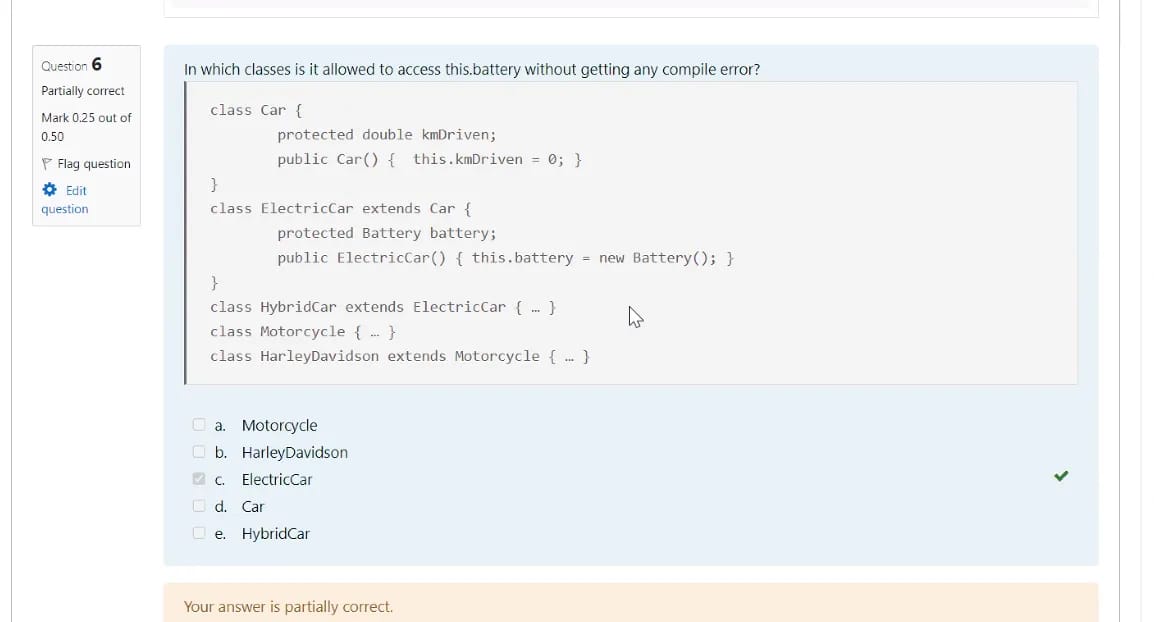 Question 6
Partially correct
Mark 0.25 out of
0.50
Flag question
Edit
question
In which classes is it allowed to access this.battery without getting any compile error?
class Car {
protected double kmDriven;
public Car() { this.kmDriven = 0; }
}
class ElectricCar extends Car {
protected Battery battery;
public ElectricCar() { this.battery = new Battery(); }
}
class HybridCar extends ElectricCar { … }
class Motorcycle { … }
class HarleyDavidson extends Motorcycle { … }
a. Motorcycle
b. HarleyDavidson
c. ElectricCar
d. Car
e. HybridCar
Your answer is partially correct.